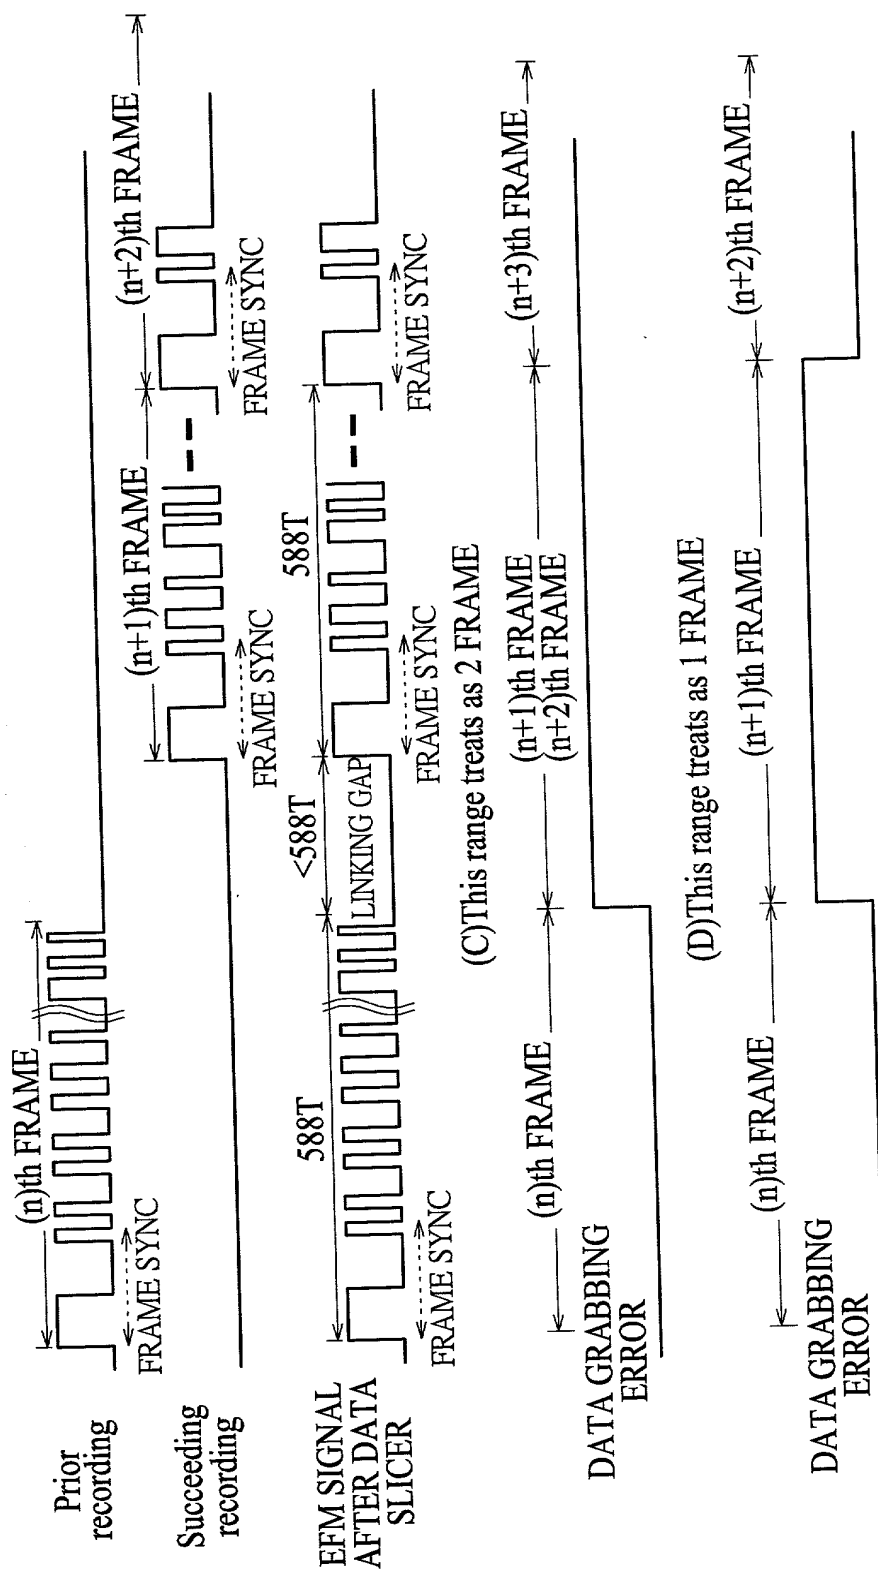 Prior
recording
(n)th FRAME
FRAME SYNC
Succeeding
recording
(n+1)th FRAME
(n+2)th FRAME
FRAME SYNC
FRAME SYNC
EFM SIGNAL
AFTER DATA
SLICER
588T
<588T
588T
LINKING GAP
FRAME SYNC
FRAME SYNC
FRAME SYNC
(C)This range treats as 2 FRAME
(n)th FRAME
(n+1)th FRAME
(n+2)th FRAME
(n+3)th FRAME
DATA GRABBING
ERROR
(D)This range treats as 1 FRAME
(n)th FRAME
(n+1)th FRAME
(n+2)th FRAME
DATA GRABBING
ERROR